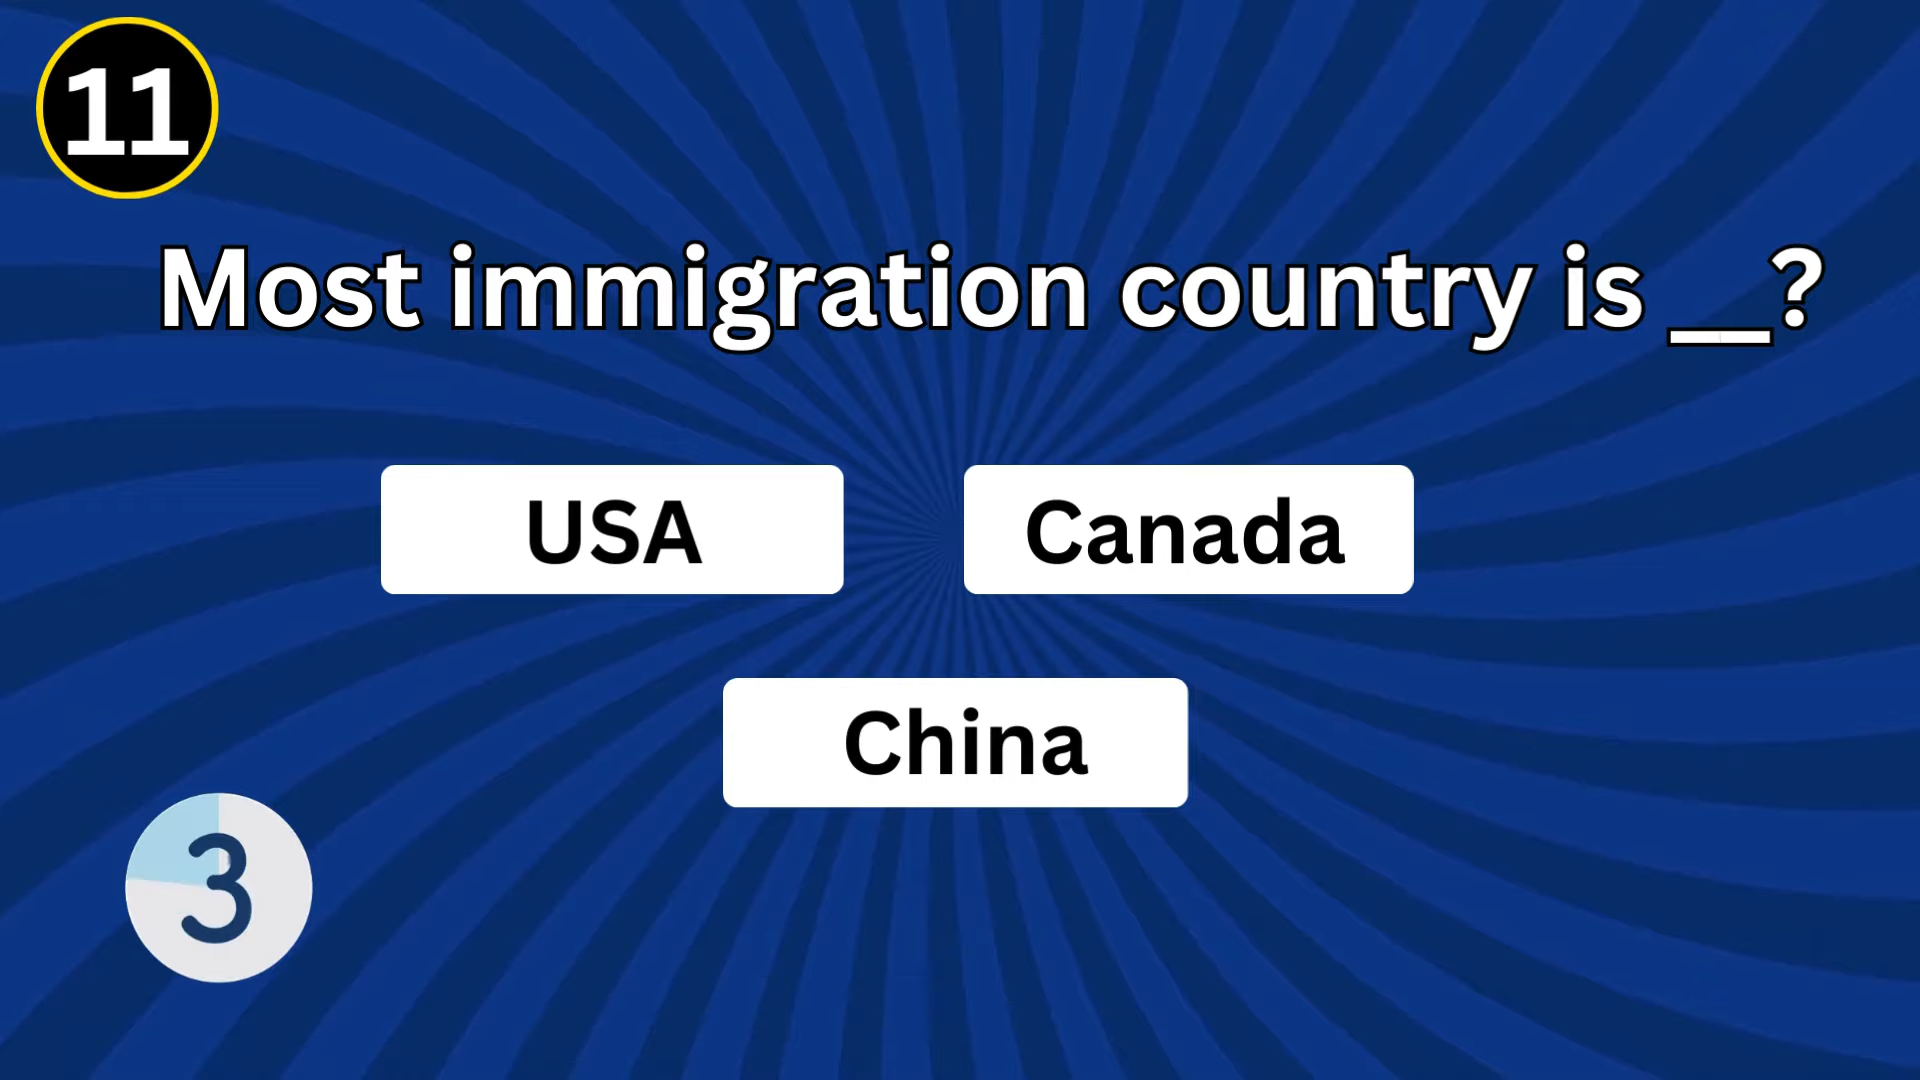 11
Most immigration country is __?
USA
Canada
China
3